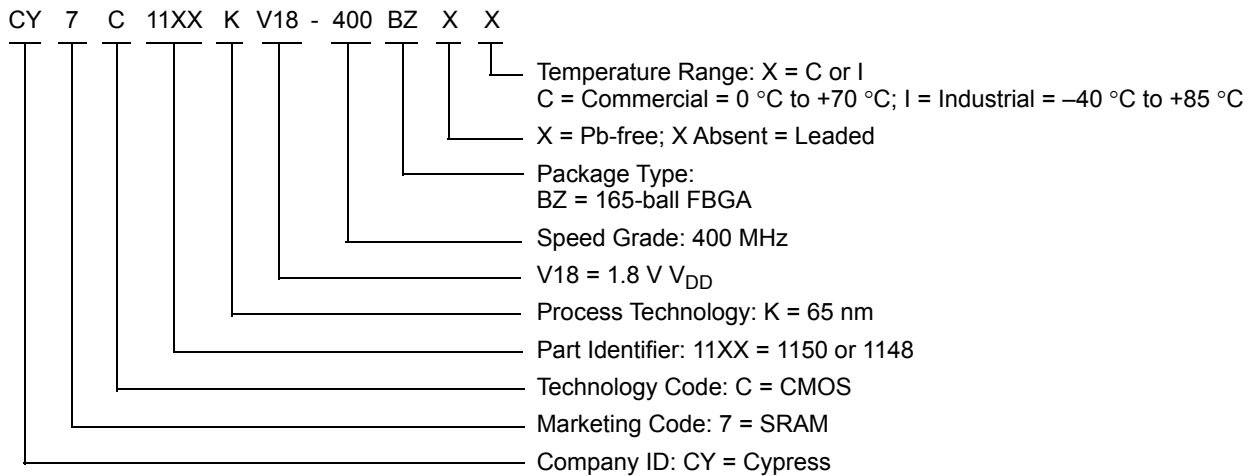 CY 7 C 11XX K V18 - 400 BZ X X
Temperature Range: X = C or I
C = Commercial = 0 °C to +70 °C; I = Industrial = –40 °C to +85 °C
X = Pb-free; X Absent = Leaded
Package Type:
BZ = 165-ball FBGA
Speed Grade: 400 MHz
V18 = 1.8 V VDD
Process Technology: K = 65 nm
Part Identifier: 11XX = 1150 or 1148
Technology Code: C = CMOS
Marketing Code: 7 = SRAM
Company ID: CY = Cypress